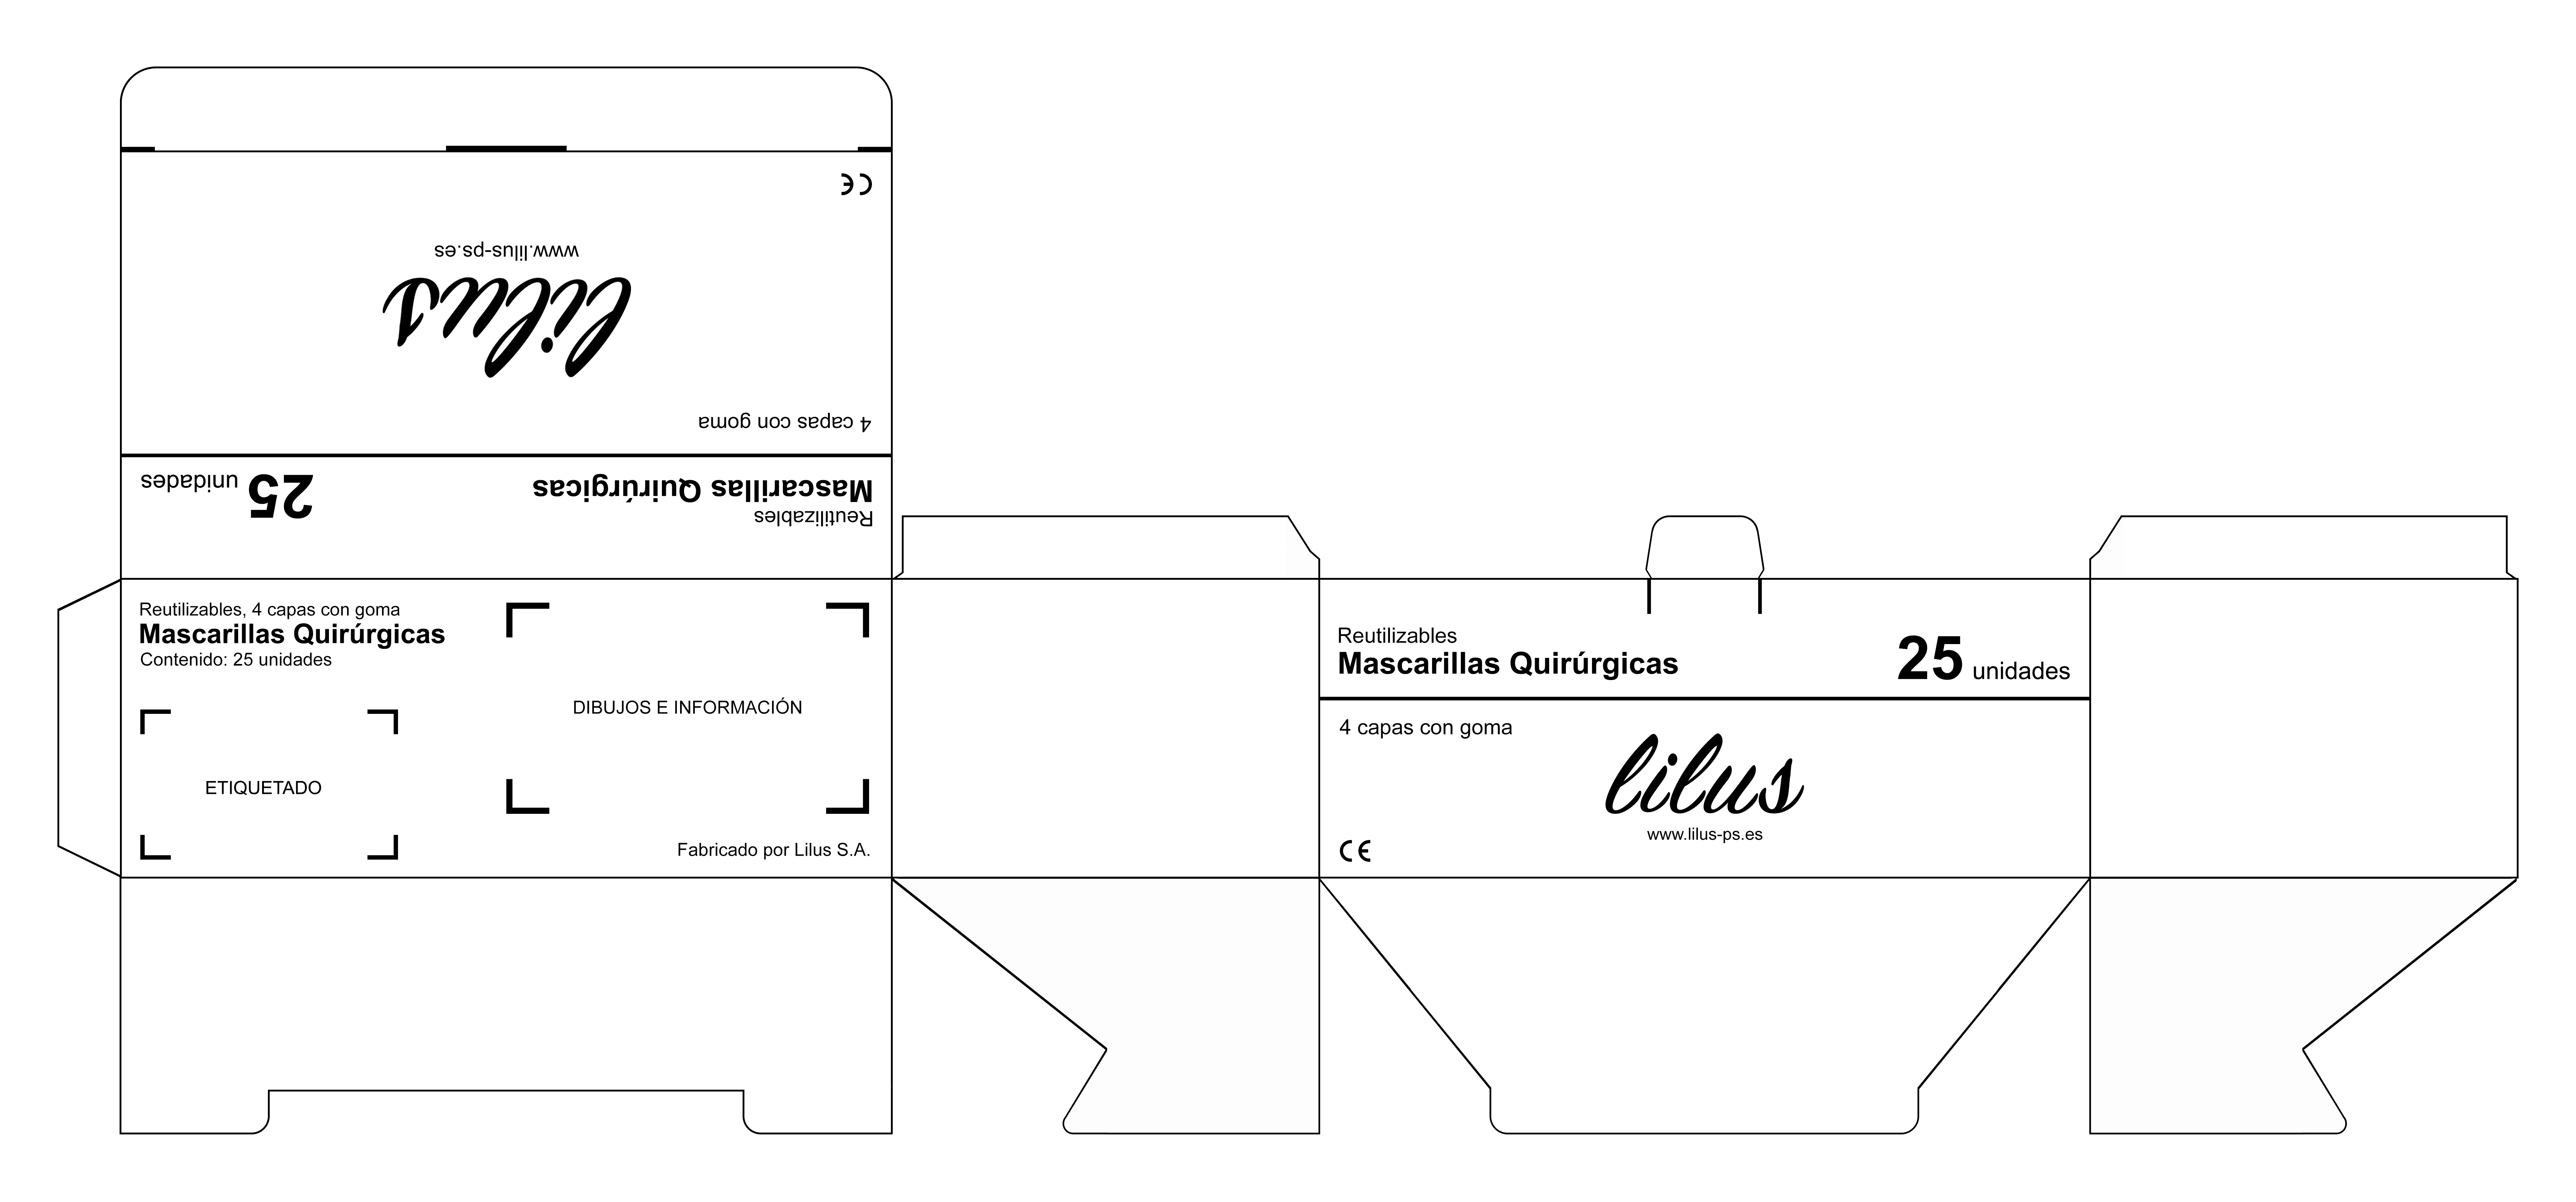 CE
www.lilus-ps.es
lilus
4 capas con goma
25 unidades
Mascarillas Quirúrgicas
Reutilizables
Reutilizables, 4 capas con goma
Mascarillas Quirúrgicas
Contenido: 25 unidades
ETIQUETADO
DIBUJOS E INFORMACIÓN
Fabricado por Lilus S.A.
Reutilizables
Mascarillas Quirúrgicas
25 unidades
4 capas con goma
lilus
www.lilus-ps.es
CE